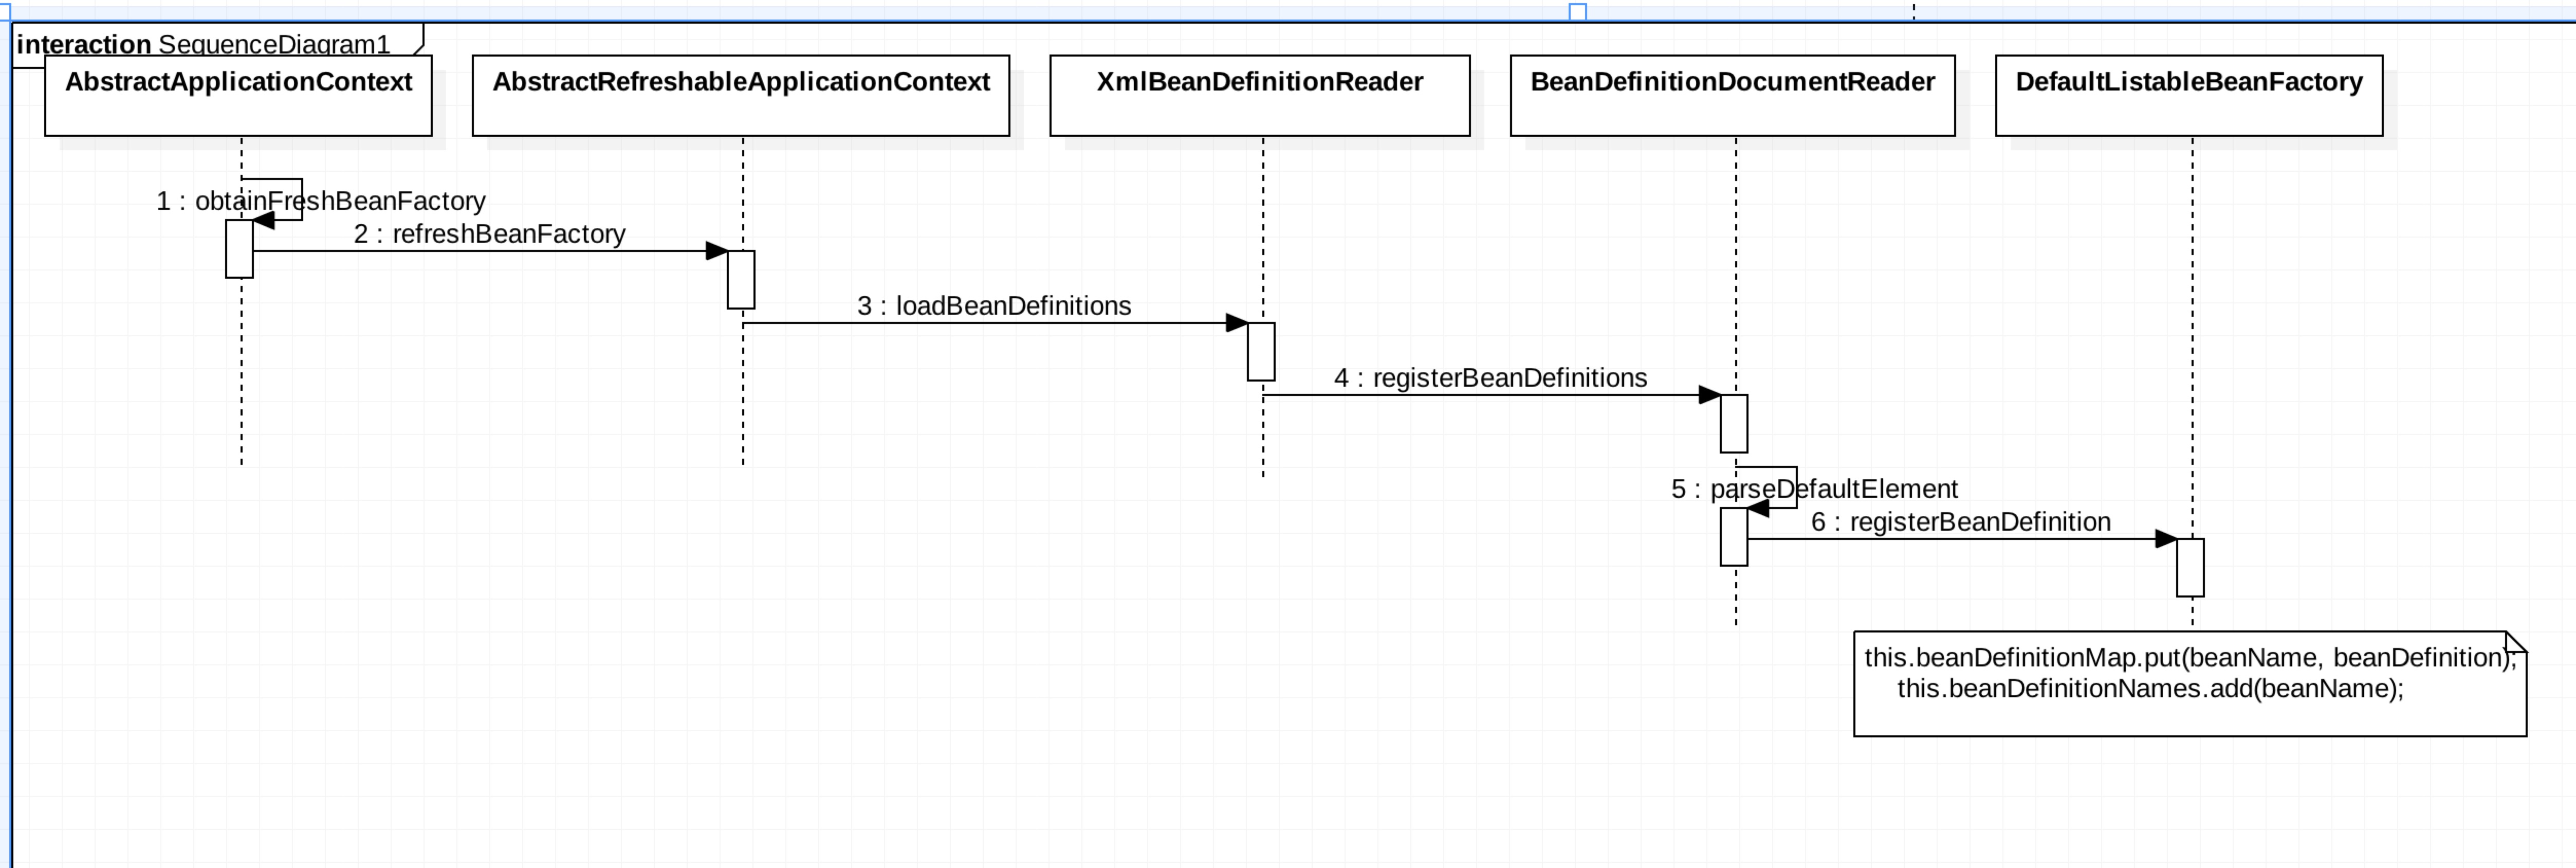 interaction SequenceDiagram1
AbstractApplicationContext
AbstractRefreshableApplicationContext
XmlBeanDefinitionReader
BeanDefinitionDocumentReader
DefaultListableBeanFactory
1 : obtainFreshBeanFactory
2 : refreshBeanFactory
3 : loadBeanDefinitions
4 : registerBeanDefinitions
5 : parseDefaultElement
6 : registerBeanDefinition
this.beanDefinitionMap.put(beanName, beanDefinition);
this.beanDefinitionNames.add(beanName);